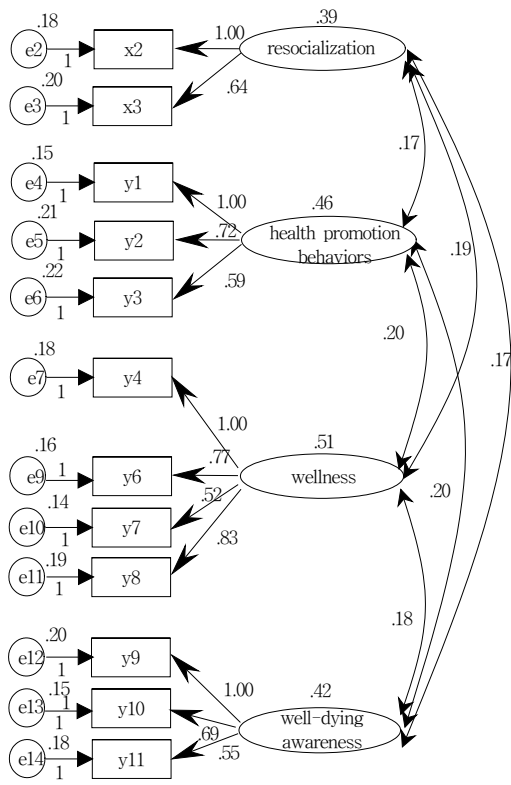 .39
.18
e2
1
x2
1.00
resocialization
.20
e3
1
x3
.64
.17
.15
e4
1
y1
1.00
.46
.21
e5
1
y2
.72
health promotion
behaviors
.19
.22
e6
1
y3
.59
.20
.17
.18
e7
1
y4
1.00
.51
.16
e9
1
y6
.77
wellness
.20
.14
e10
y7
.52
.19
e11
1
y8
.83
.18
.20
e12
1
y9
1.00
.42
.15
e13
1
1
y10
.69
well-dying
awareness
.18
e14
1
y11
.55